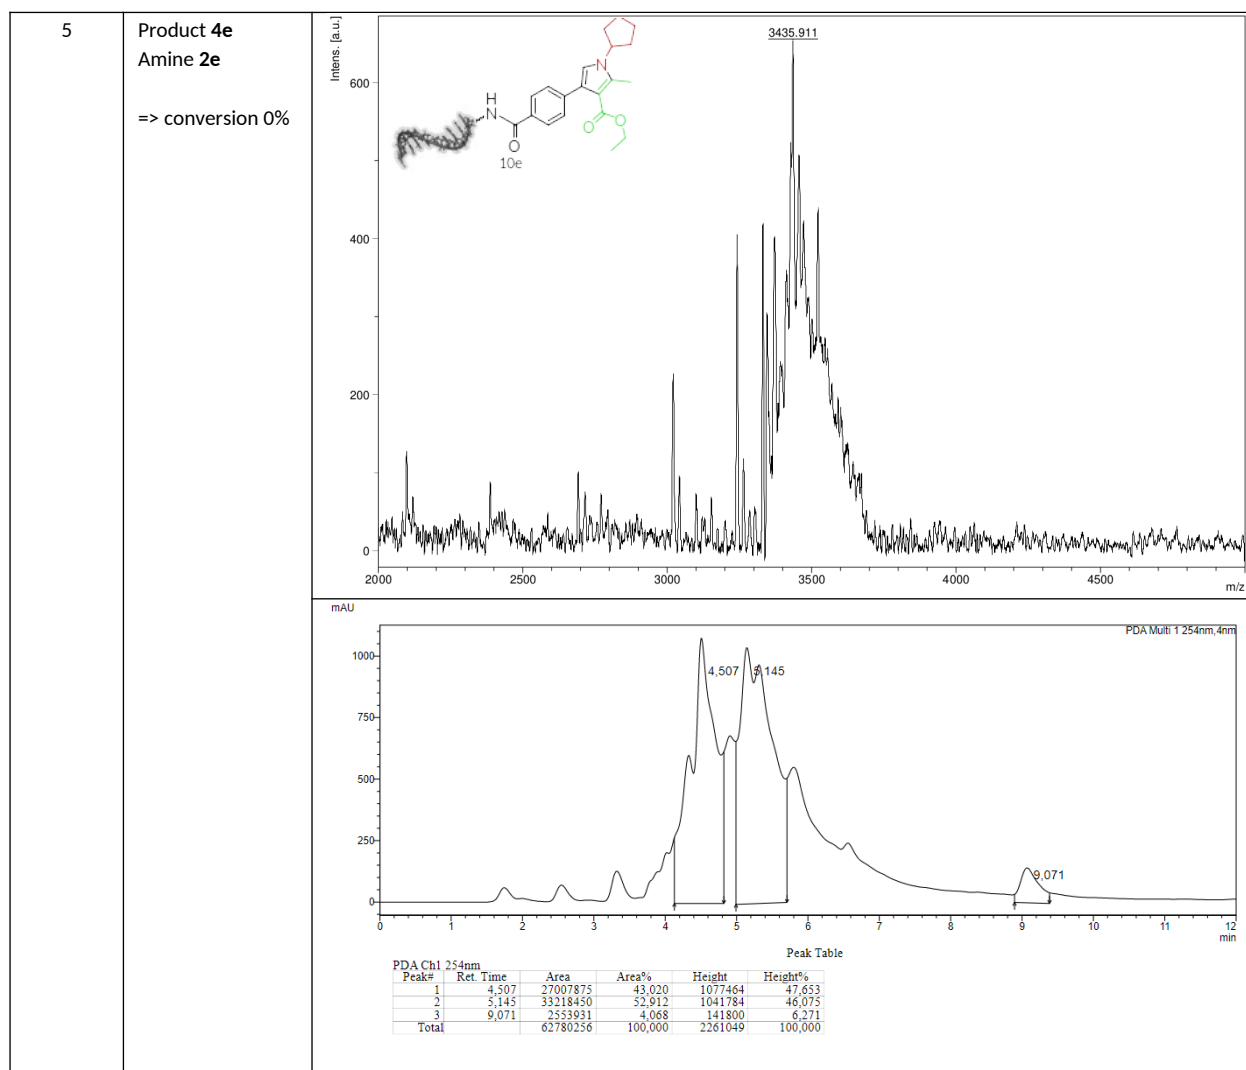 5
Product 4e
Amine 2e
=> conversion 0%
Intens. [a.u.]
3435.911
600
400
200
0
2000
2500
3000
3500
4000
4500
m/z
N
H
N
O
O
O
10e
mAU
PDA Multi 1 254nm,4nm
1000
750
500
250
0
4,507
5,145
9,071
0 1 2 3 4 5 6 7 8 9 10 11 12
min
Peak Table
PDA Ch1 254nm
Peak# Ret. Time Area Area% Height Height%
1 4,507 27007875 43,020 1077464 47,653
2 5,145 33218450 52,912 1041784 46,075
3 9,071 2553931 4,068 141800 6,271
Total 62780256 100,000 2261049 100,000